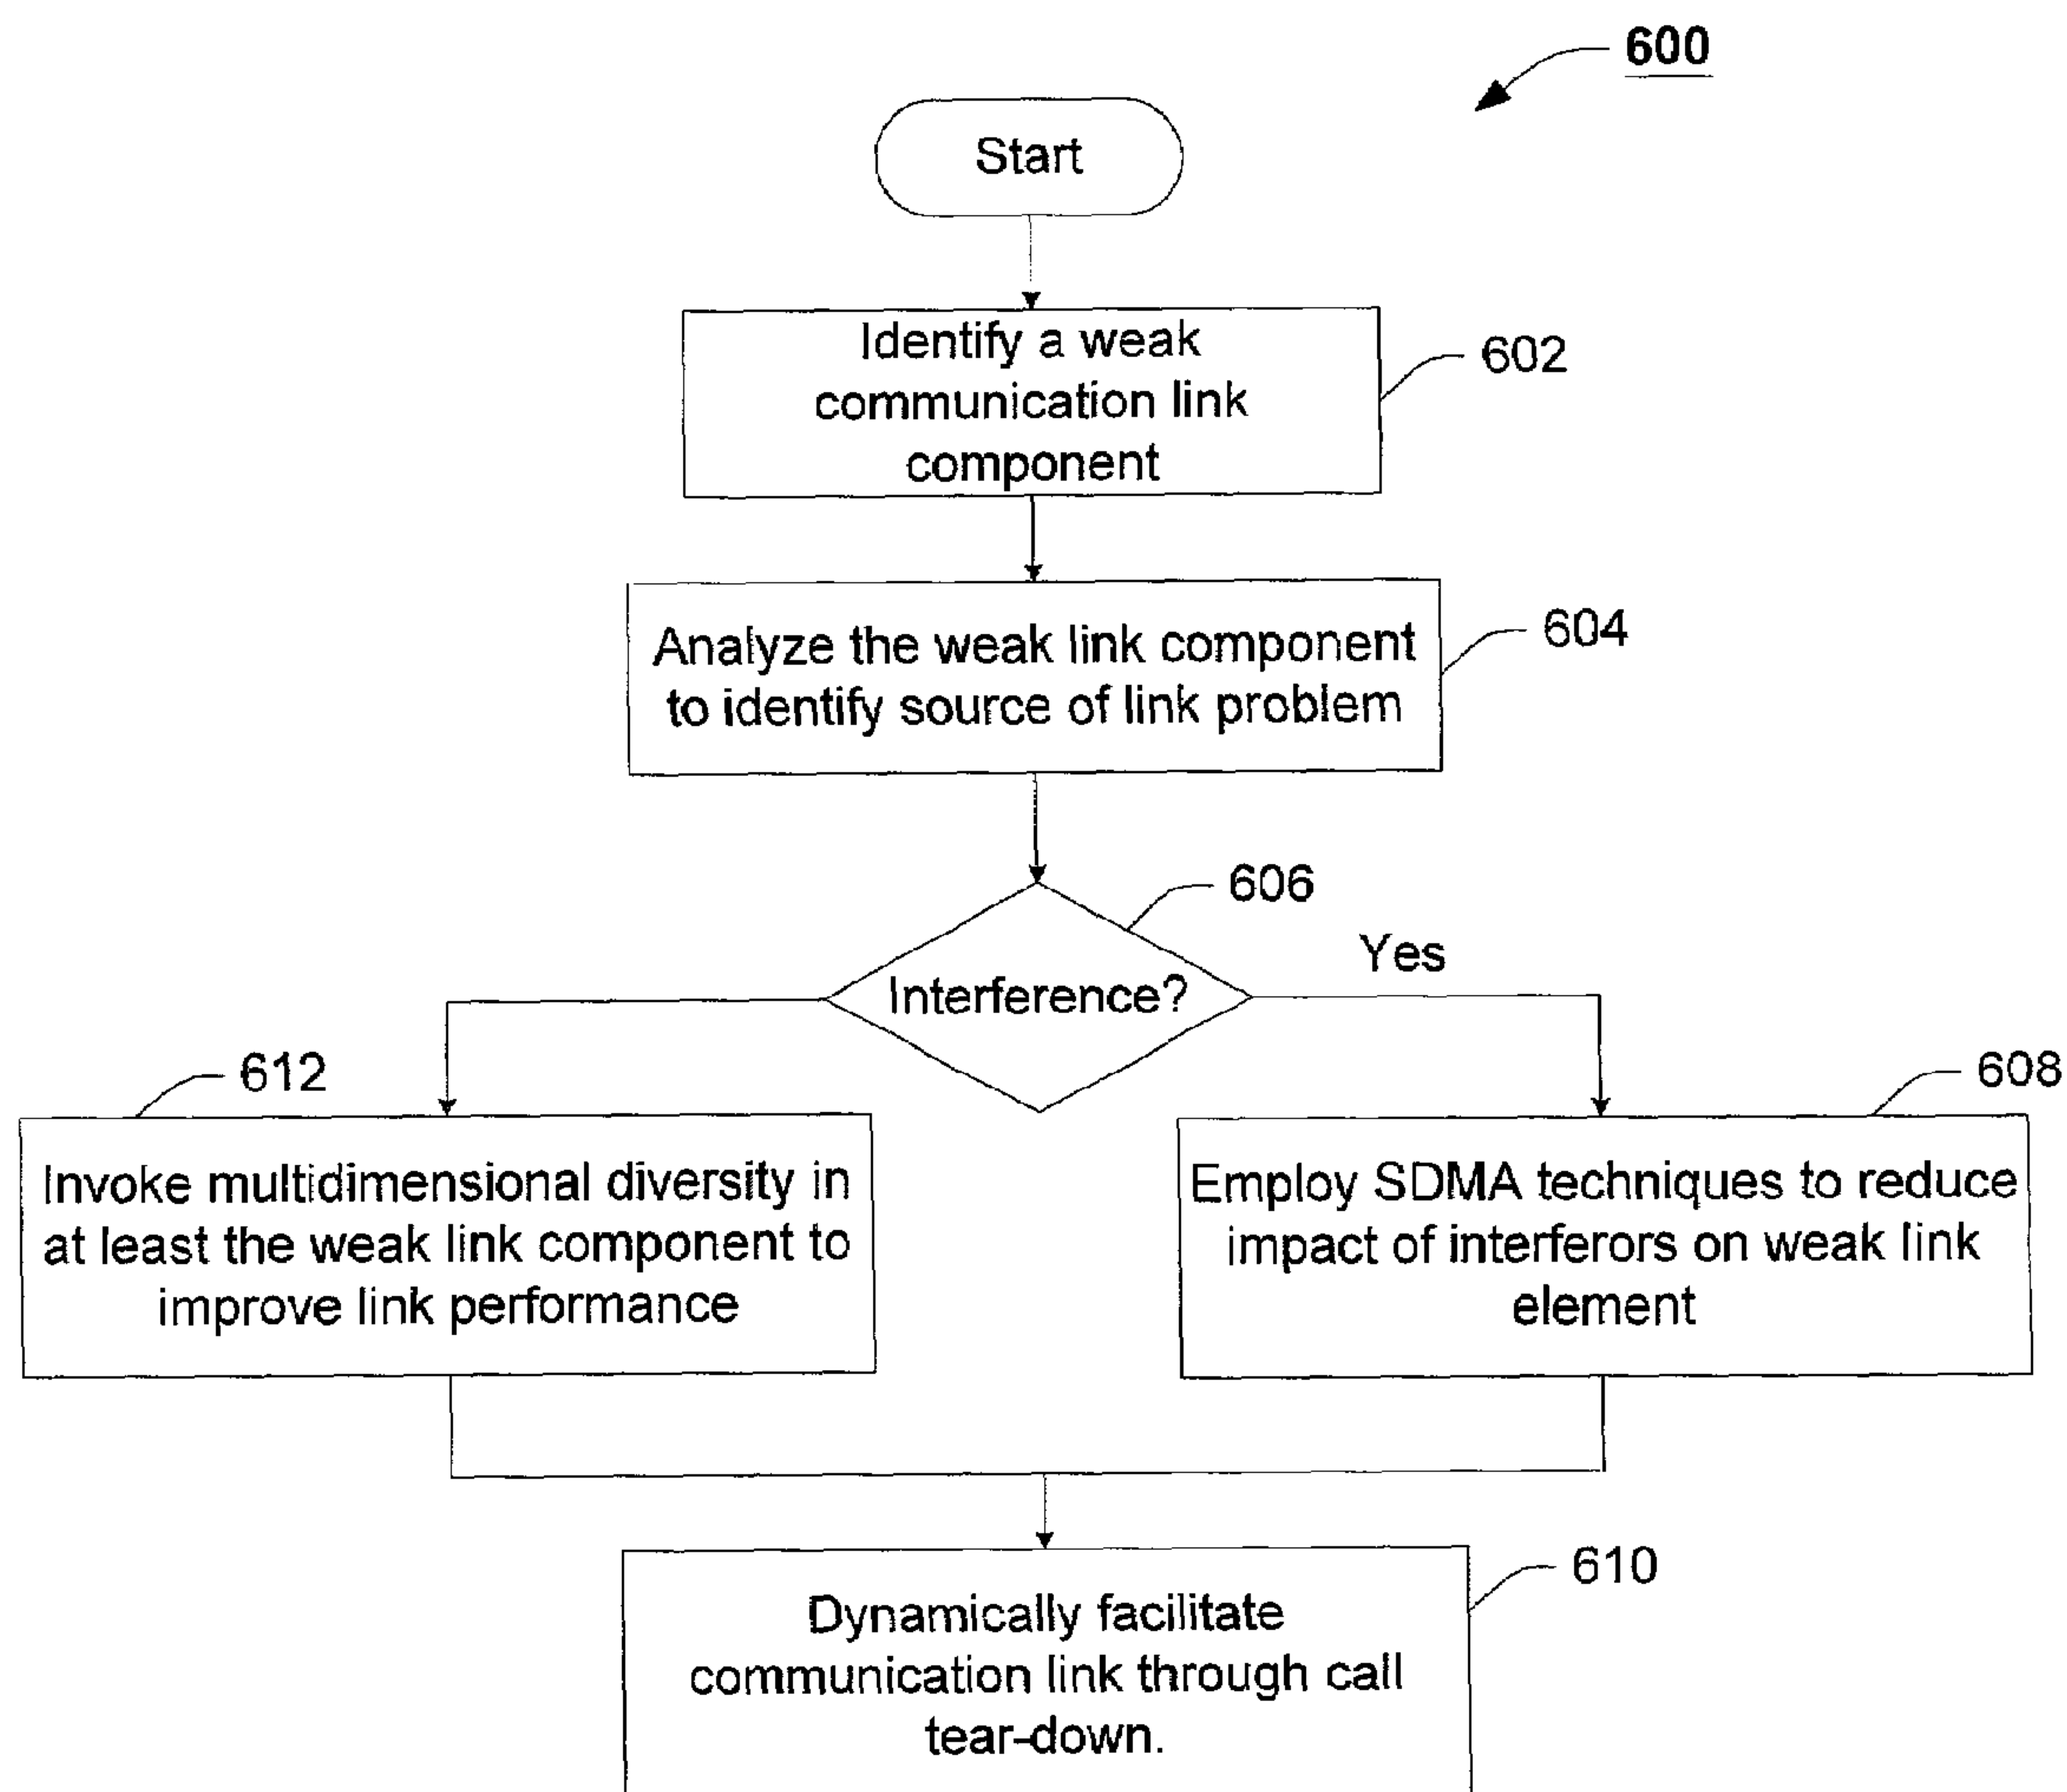 600
Start
Identify a weak
communication link
component
602
Analyze the weak link component
to identify source of link problem
604
606
Interference?
Yes
612
Invoke multidimensional diversity in
at least the weak link component to
improve link performance
608
Employ SDMA techniques to reduce
impact of interferors on weak link
element
610
Dynamically facilitate
communication link through call
tear-down.